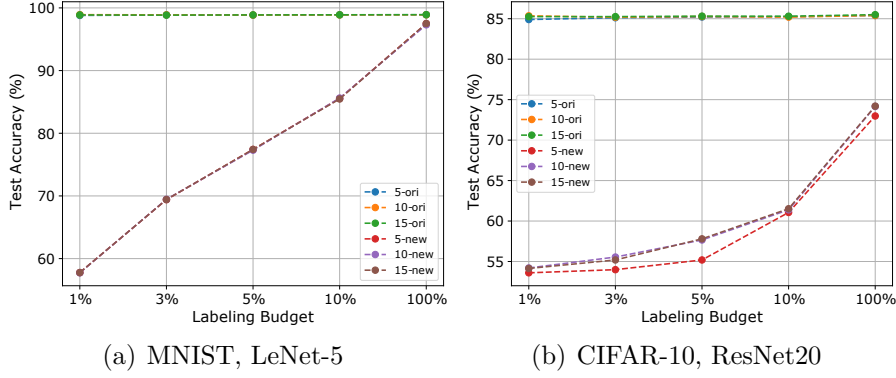 100
90
80
70
60
Test Accuracy (%)
5-ori
10-ori
15-ori
5-new
10-new
15-new
1% 3% 5% 10% 100%
Labeling Budget
(a) MNIST, LeNet-5
85
80
75
70
65
60
55
Test Accuracy (%)
5-ori
10-ori
15-ori
5-new
10-new
15-new
1% 3% 5% 10% 100%
Labeling Budget
(b) CIFAR-10, ResNet20